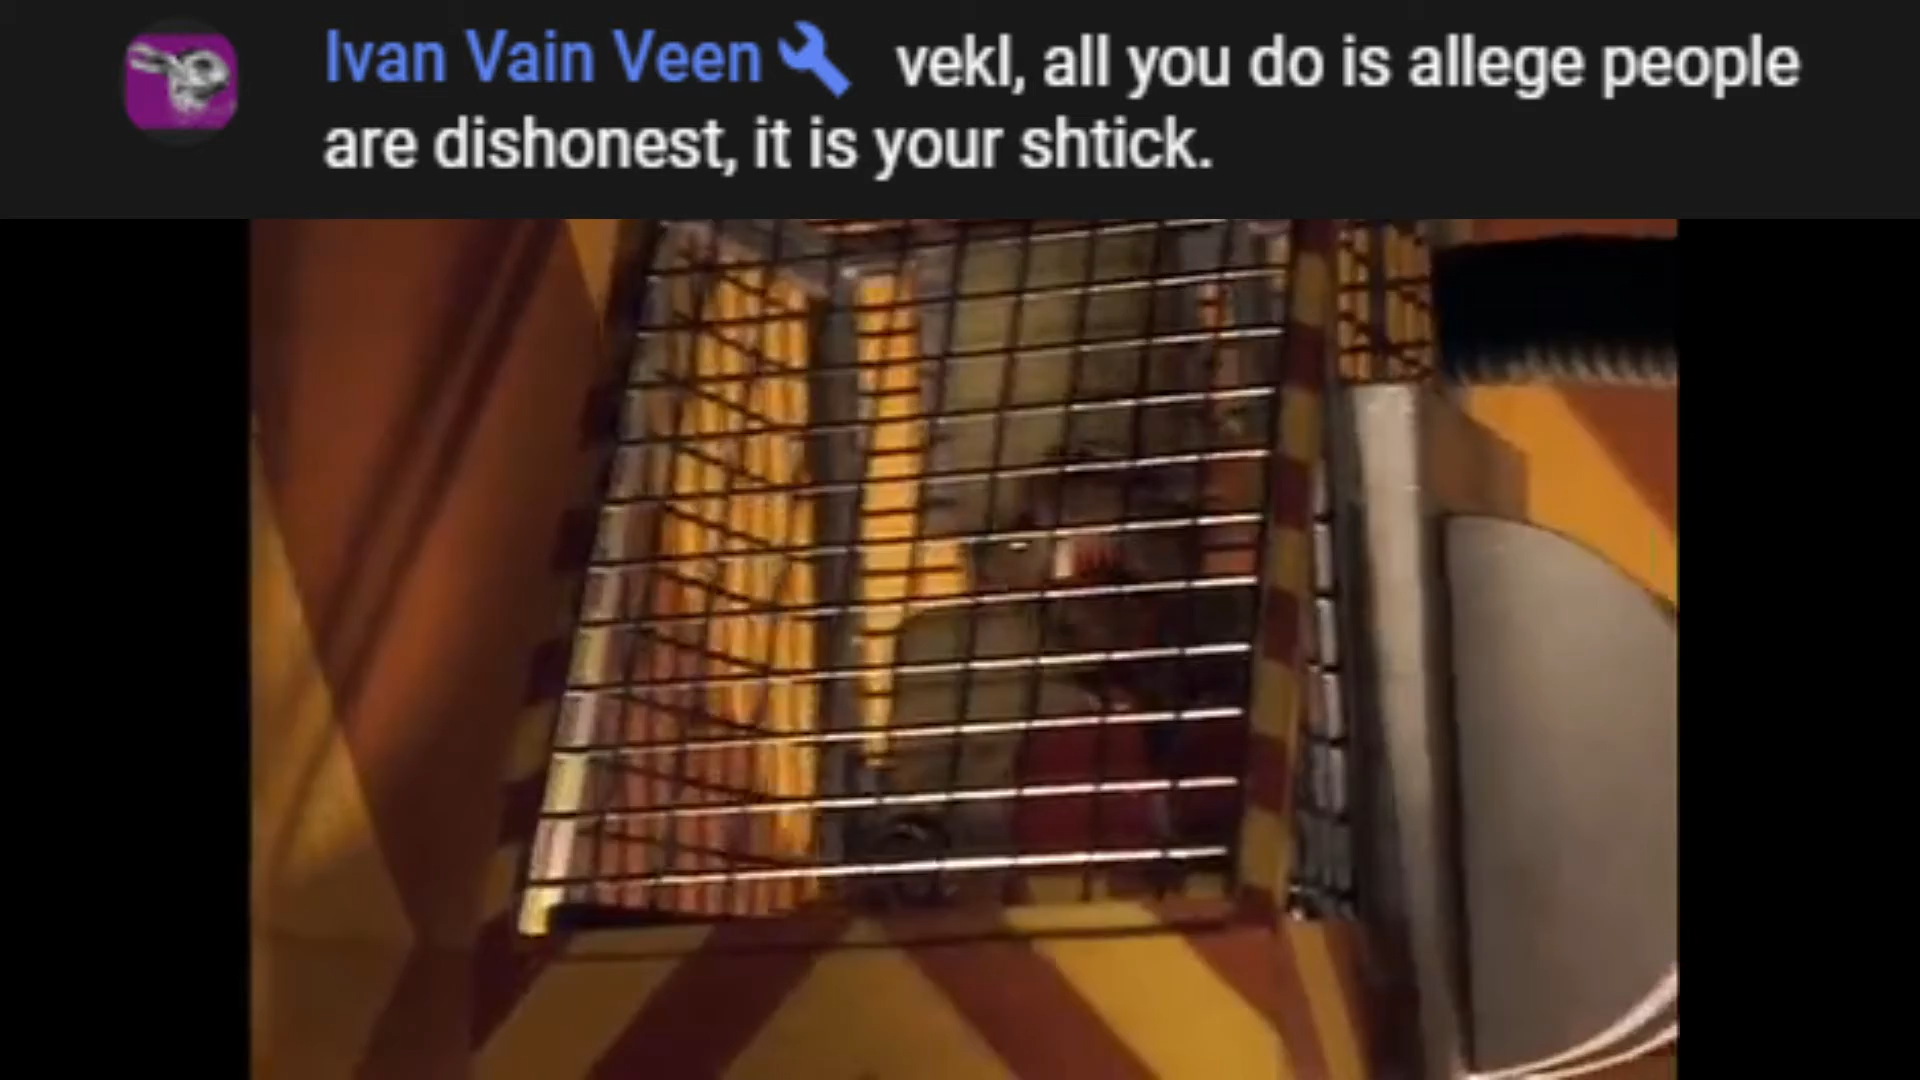 Ivan Vain Veen vekl, all you do is allege people
are dishonest, it is your shtick.